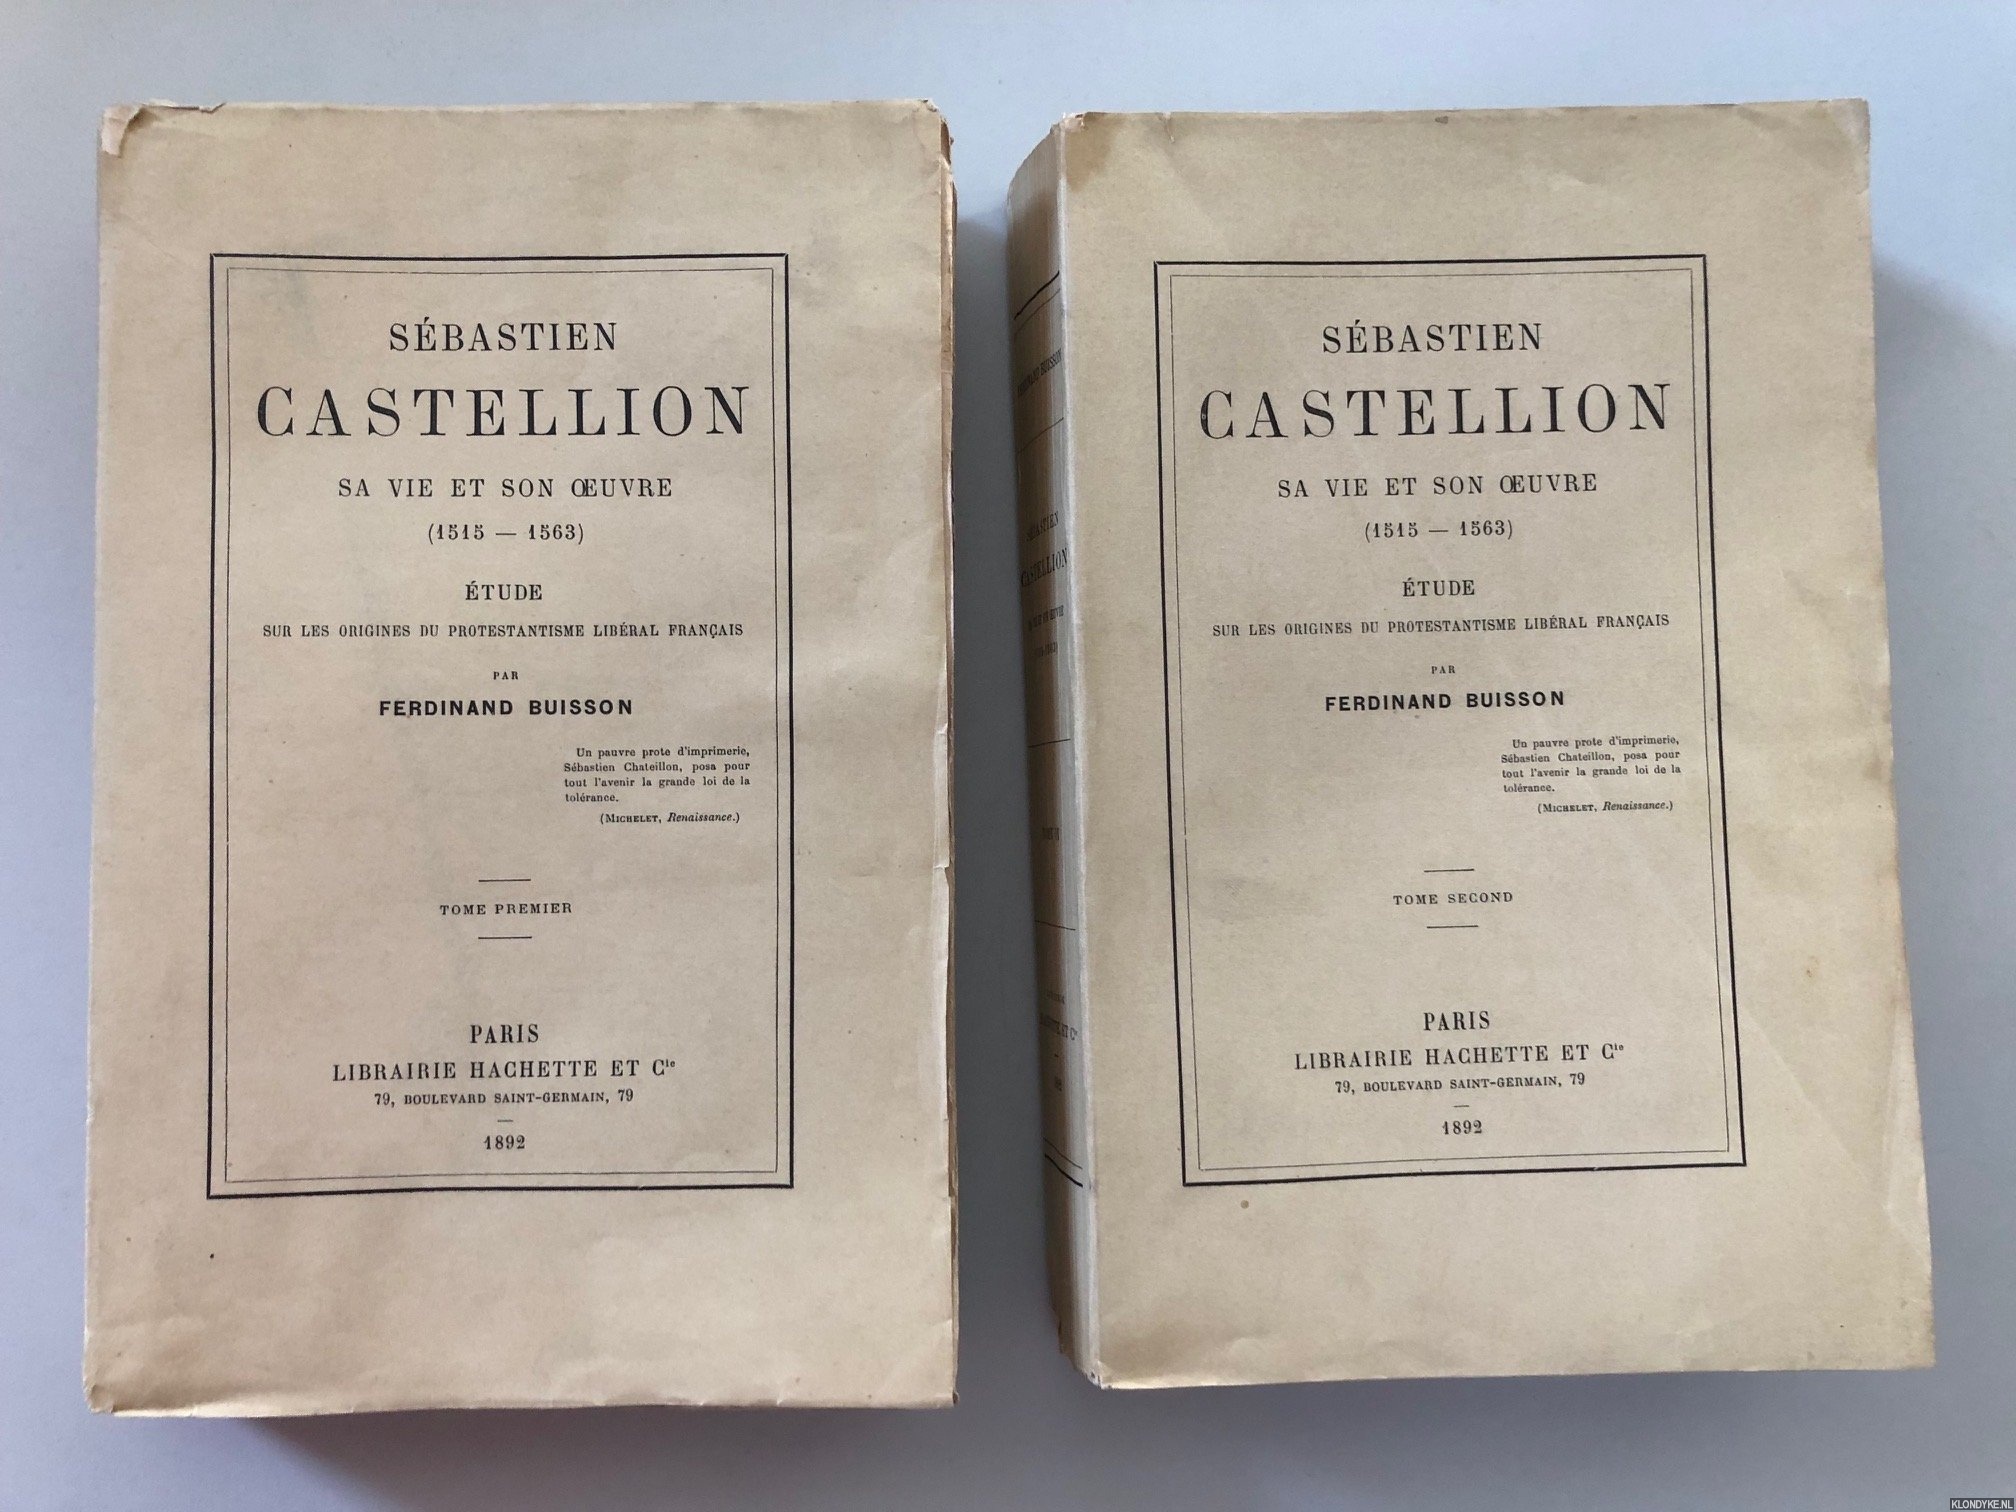 SÉBASTIEN
CASTELLION
SA VIE ET SON ŒUVRE
(1515 — 1563)
ÉTUDE
SUR LES ORIGINES DU PROTESTANTISME LIBÉRAL FRANÇAIS
PAR
FERDINAND BUISSON
Un pauvre prote d'imprimerie,
Sébastien Chateillon, posa pour
tout l'avenir la grande loi de la
tolérance.
(MICHELET, Renaissance.)
TOME PREMIER
PARIS
LIBRAIRIE HACHETTE ET Cie
79, BOULEVARD SAINT-GERMAIN, 79
1892
FERDINAND BUISSON
SÉBASTIEN
CASTELLION
SÉBASTIEN
CASTELLION
SA VIE ET SON ŒUVRE
(1515 — 1563)
ÉTUDE
SUR LES ORIGINES DU PROTESTANTISME LIBÉRAL FRANÇAIS
PAR
FERDINAND BUISSON
Un pauvre prote d'imprimerie,
Sébastien Chateillon, posa pour
tout l'avenir la grande loi de la
tolérance.
(MICHELET, Renaissance.)
TOME SECOND
PARIS
LIBRAIRIE HACHETTE ET Cie
79, BOULEVARD SAINT-GERMAIN, 79
1892
KLONDYKE.NL